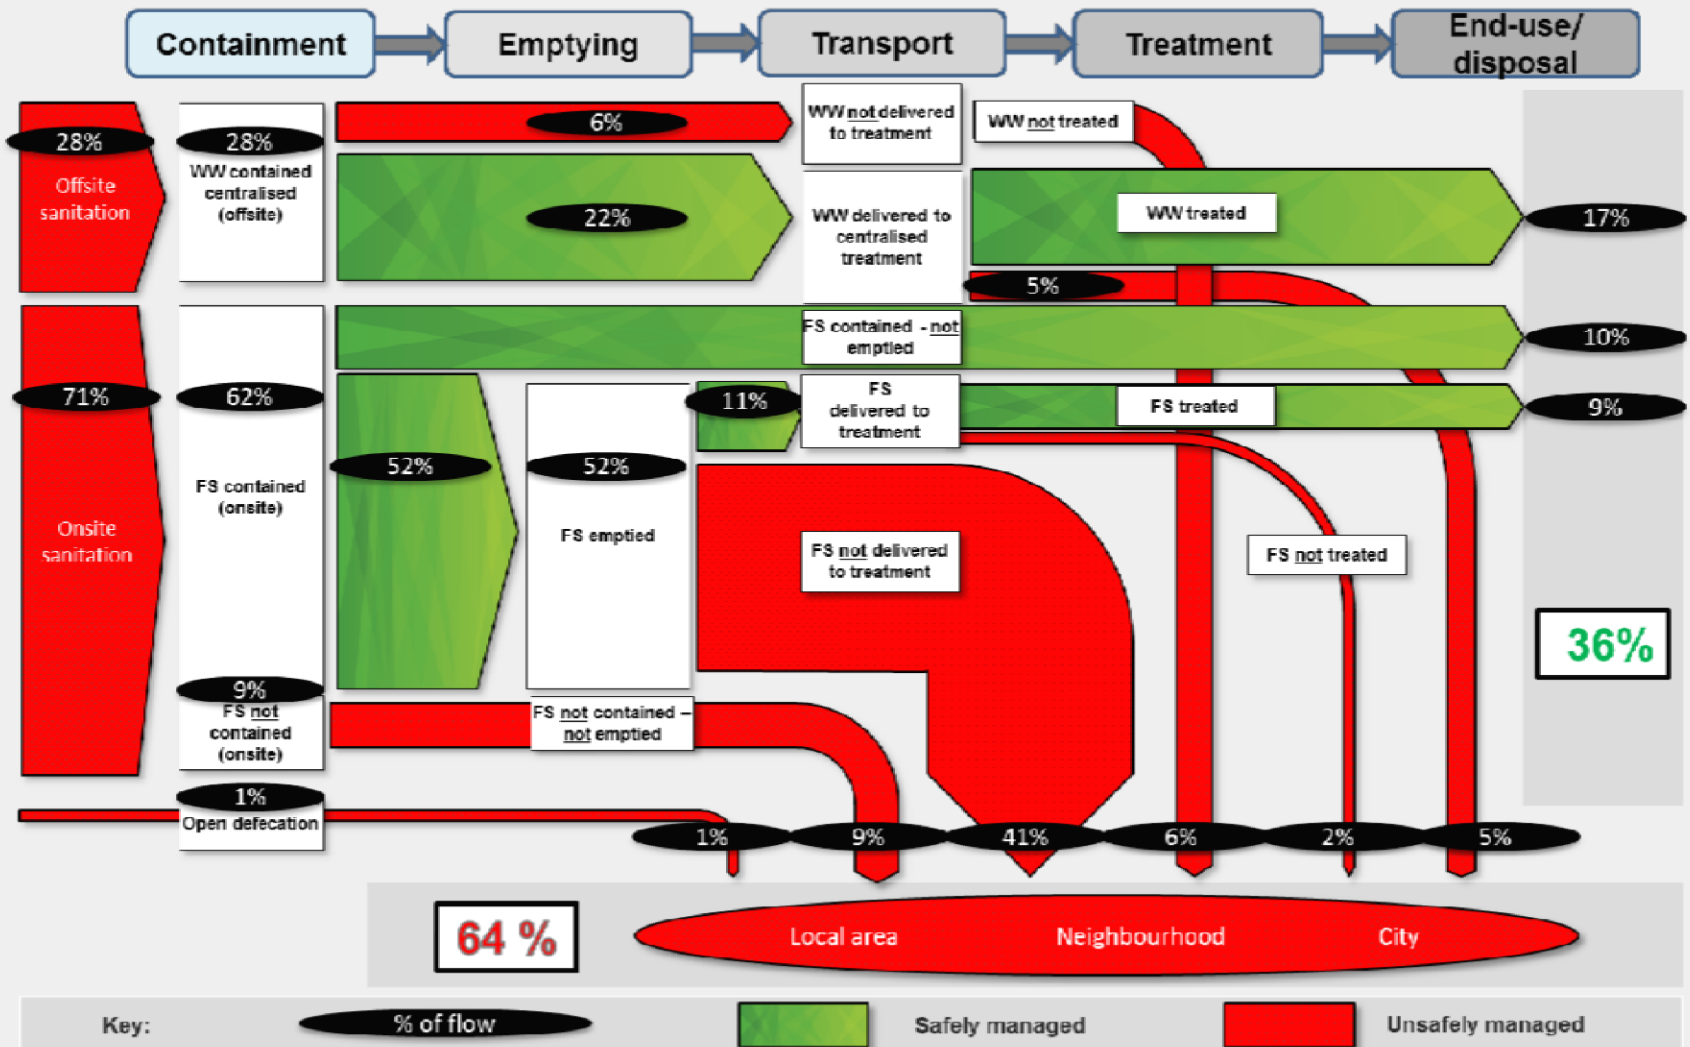 Containment
Emptying
Transport
Treatment
End-use/
disposal
28%
Offsite
sanitation
28%
WW contained
centralised
(offsite)
6%
22%
WW not delivered
to treatment
WW delivered to
centralised
treatment
WW not treated
WW treated
17%
5%
FS contained - not
emptied
10%
71%
Onsite
sanitation
62%
FS contained
(onsite)
52%
52%
FS emptied
11%
FS
delivered to
treatment
FS treated
9%
FS not delivered
to treatment
FS not treated
36%
9%
FS not
contained
(onsite)
FS not contained –
not emptied
1%
Open defecation
1%
9%
41%
6%
2%
5%
64 %
Local area
Neighbourhood
City
Key:
% of flow
Safely managed
Unsafely managed